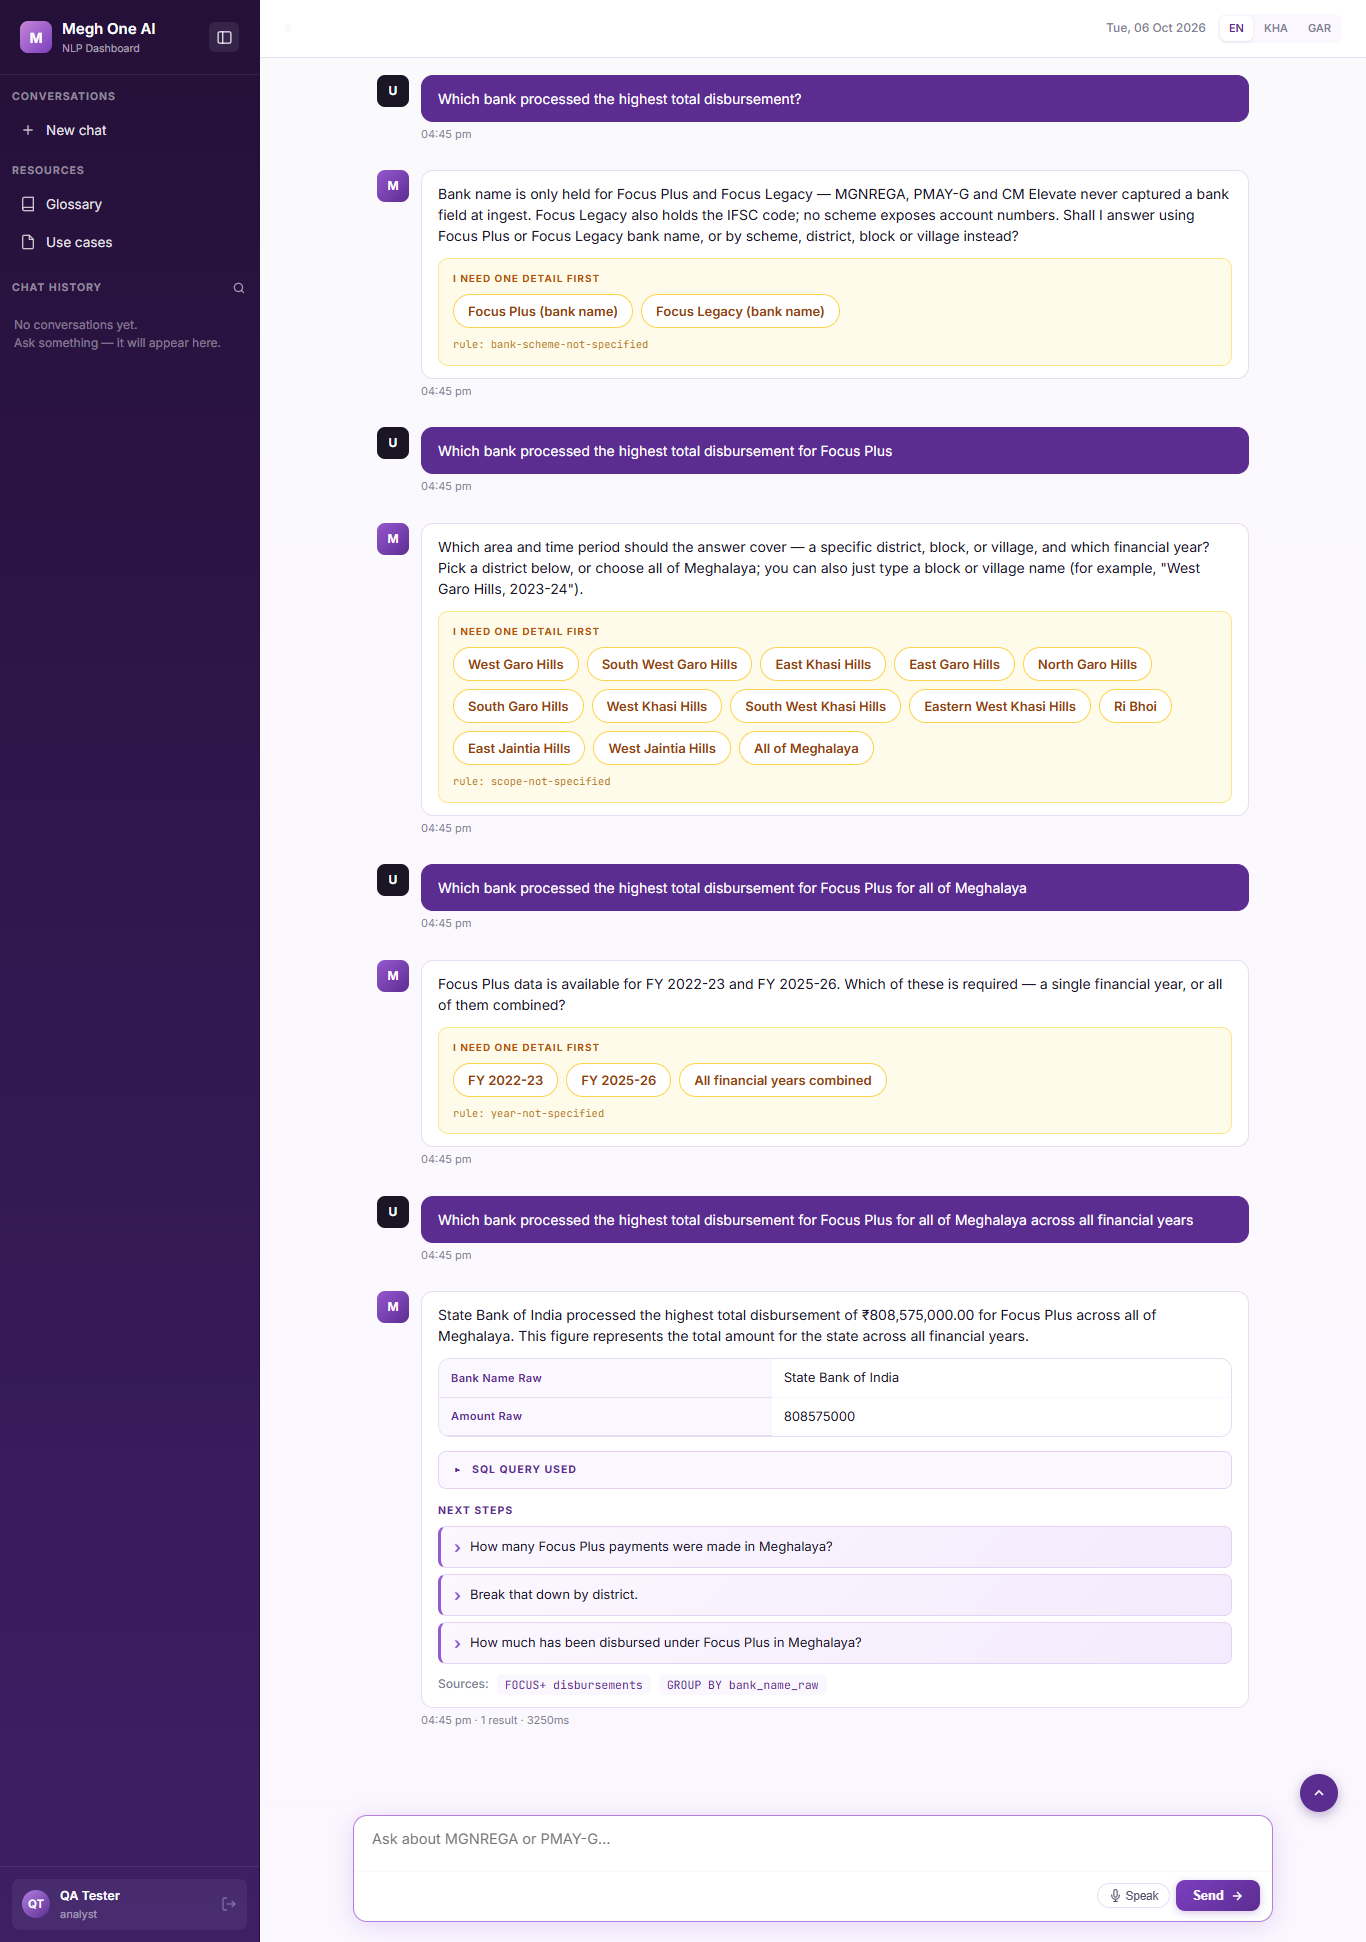 M
Megh One AI
NLP Dashboard
CONVERSATIONS
+ New chat
RESOURCES
Glossary
Use cases
CHAT HISTORY
No conversations yet.
Ask something — it will appear here.
QT
QA Tester
analyst
Tue, 06 Oct 2026
EN KHA GAR
U
Which bank processed the highest total disbursement?
04:45 pm
M
Bank name is only held for Focus Plus and Focus Legacy — MGNREGA, PMAY-G and CM Elevate never captured a bank
field at ingest. Focus Legacy also holds the IFSC code; no scheme exposes account numbers. Shall I answer using
Focus Plus or Focus Legacy bank name, or by scheme, district, block or village instead?
I NEED ONE DETAIL FIRST
Focus Plus (bank name) Focus Legacy (bank name)
rule: bank-scheme-not-specified
04:45 pm
U
Which bank processed the highest total disbursement for Focus Plus
04:45 pm
M
Which area and time period should the answer cover — a specific district, block, or village, and which financial year?
Pick a district below, or choose all of Meghalaya; you can also just type a block or village name (for example, "West
Garo Hills, 2023-24").
I NEED ONE DETAIL FIRST
West Garo Hills South West Garo Hills East Khasi Hills East Garo Hills North Garo Hills
South Garo Hills West Khasi Hills South West Khasi Hills Eastern West Khasi Hills Ri Bhoi
East Jaintia Hills West Jaintia Hills All of Meghalaya
rule: scope-not-specified
04:45 pm
U
Which bank processed the highest total disbursement for Focus Plus for all of Meghalaya
04:45 pm
M
Focus Plus data is available for FY 2022-23 and FY 2025-26. Which of these is required — a single financial year, or all
of them combined?
I NEED ONE DETAIL FIRST
FY 2022-23 FY 2025-26 All financial years combined
rule: year-not-specified
04:45 pm
U
Which bank processed the highest total disbursement for Focus Plus for all of Meghalaya across all financial years
04:45 pm
M
State Bank of India processed the highest total disbursement of ₹808,575,000.00 for Focus Plus across all of
Meghalaya. This figure represents the total amount for the state across all financial years.
Bank Name Raw State Bank of India
Amount Raw 808575000
SQL QUERY USED
NEXT STEPS
How many Focus Plus payments were made in Meghalaya?
Break that down by district.
How much has been disbursed under Focus Plus in Meghalaya?
Sources: FOCUS+ disbursements GROUP BY bank_name_raw
04:45 pm · 1 result · 3250ms
Ask about MGNREGA or PMAY-G...
Speak Send →